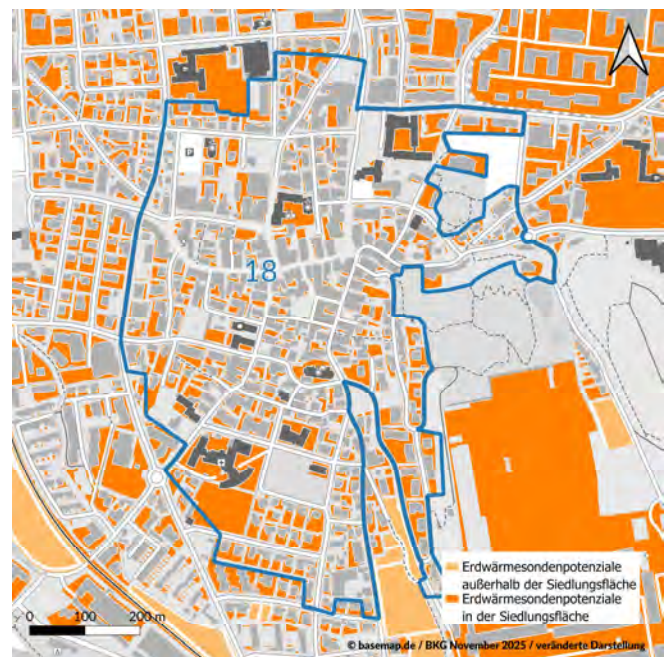 P
18
Erdwärmesondenpotenziale
außerhalb der Siedlungsfläche
Erdwärmesondenpotenziale
in der Siedlungsfläche
0 100 200 m
© basemap.de / BKG November 2025 / veränderte Darstellung